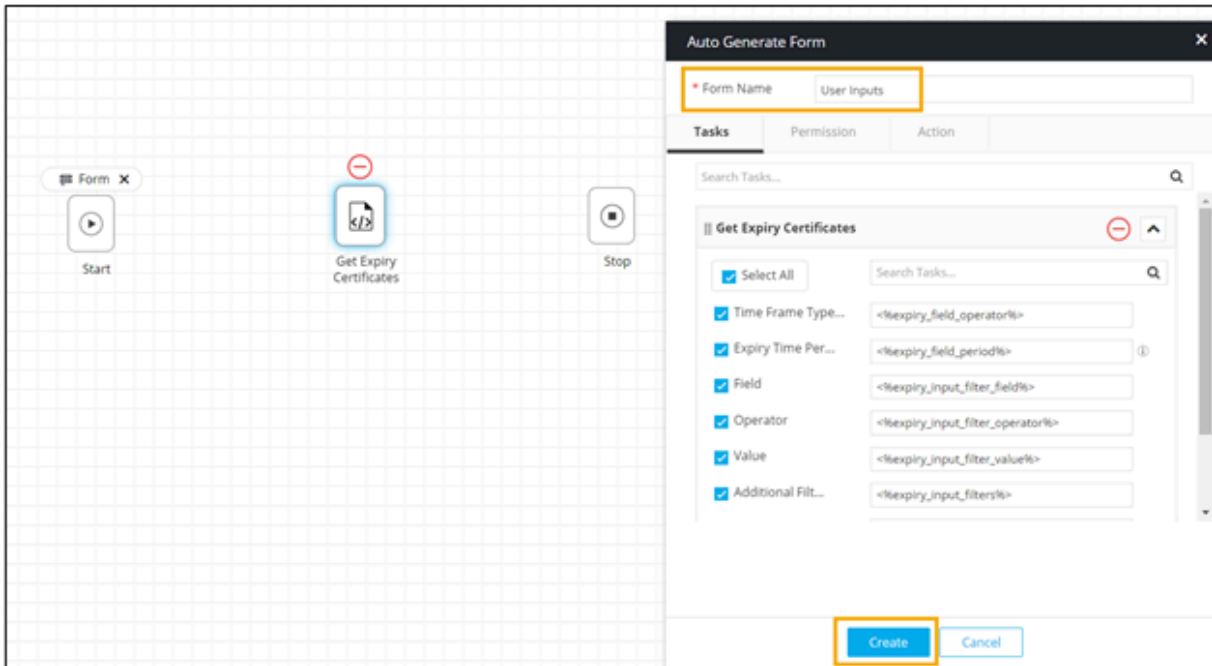 Form
Start
Get Expiry
Certificates
Stop
Auto Generate Form
* Form Name
User Inputs
Tasks
Permission
Action
Search Tasks...
Get Expiry Certificates
Select All
Search Tasks...
Time Frame Type...
<%expiry_field_operator%>
Expiry Time Per...
<%expiry_field_period%>
Field
<%expiry_input_filter_field%>
Operator
<%expiry_input_filter_operator%>
Value
<%expiry_input_filter_value%>
Additional Filt...
<%expiry_input_filters%>
Create
Cancel